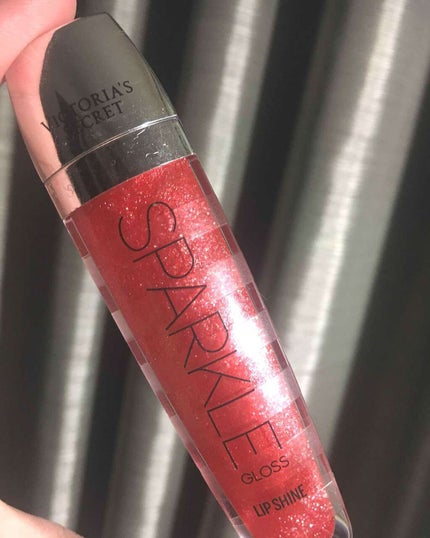 VICTORIA'S
SECRET
SPARKLE
GLOSS
LIP SHINE